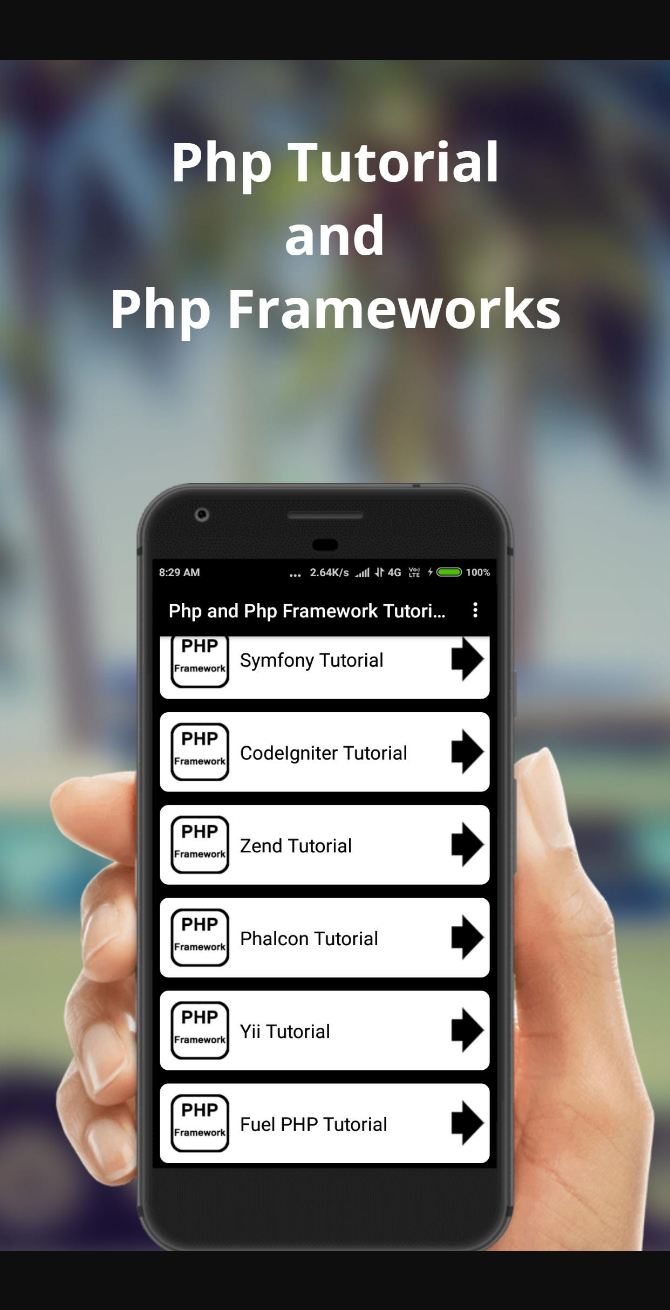 Php Tutorial
and
Php Frameworks
8:29 AM ... 2.64K/s 4G VoLTE 100%
Php and Php Framework Tutori...
PHP
Framework
Symfony Tutorial
PHP
Framework
CodeIgniter Tutorial
PHP
Framework
Zend Tutorial
PHP
Framework
Phalcon Tutorial
PHP
Framework
Yii Tutorial
PHP
Framework
Fuel PHP Tutorial